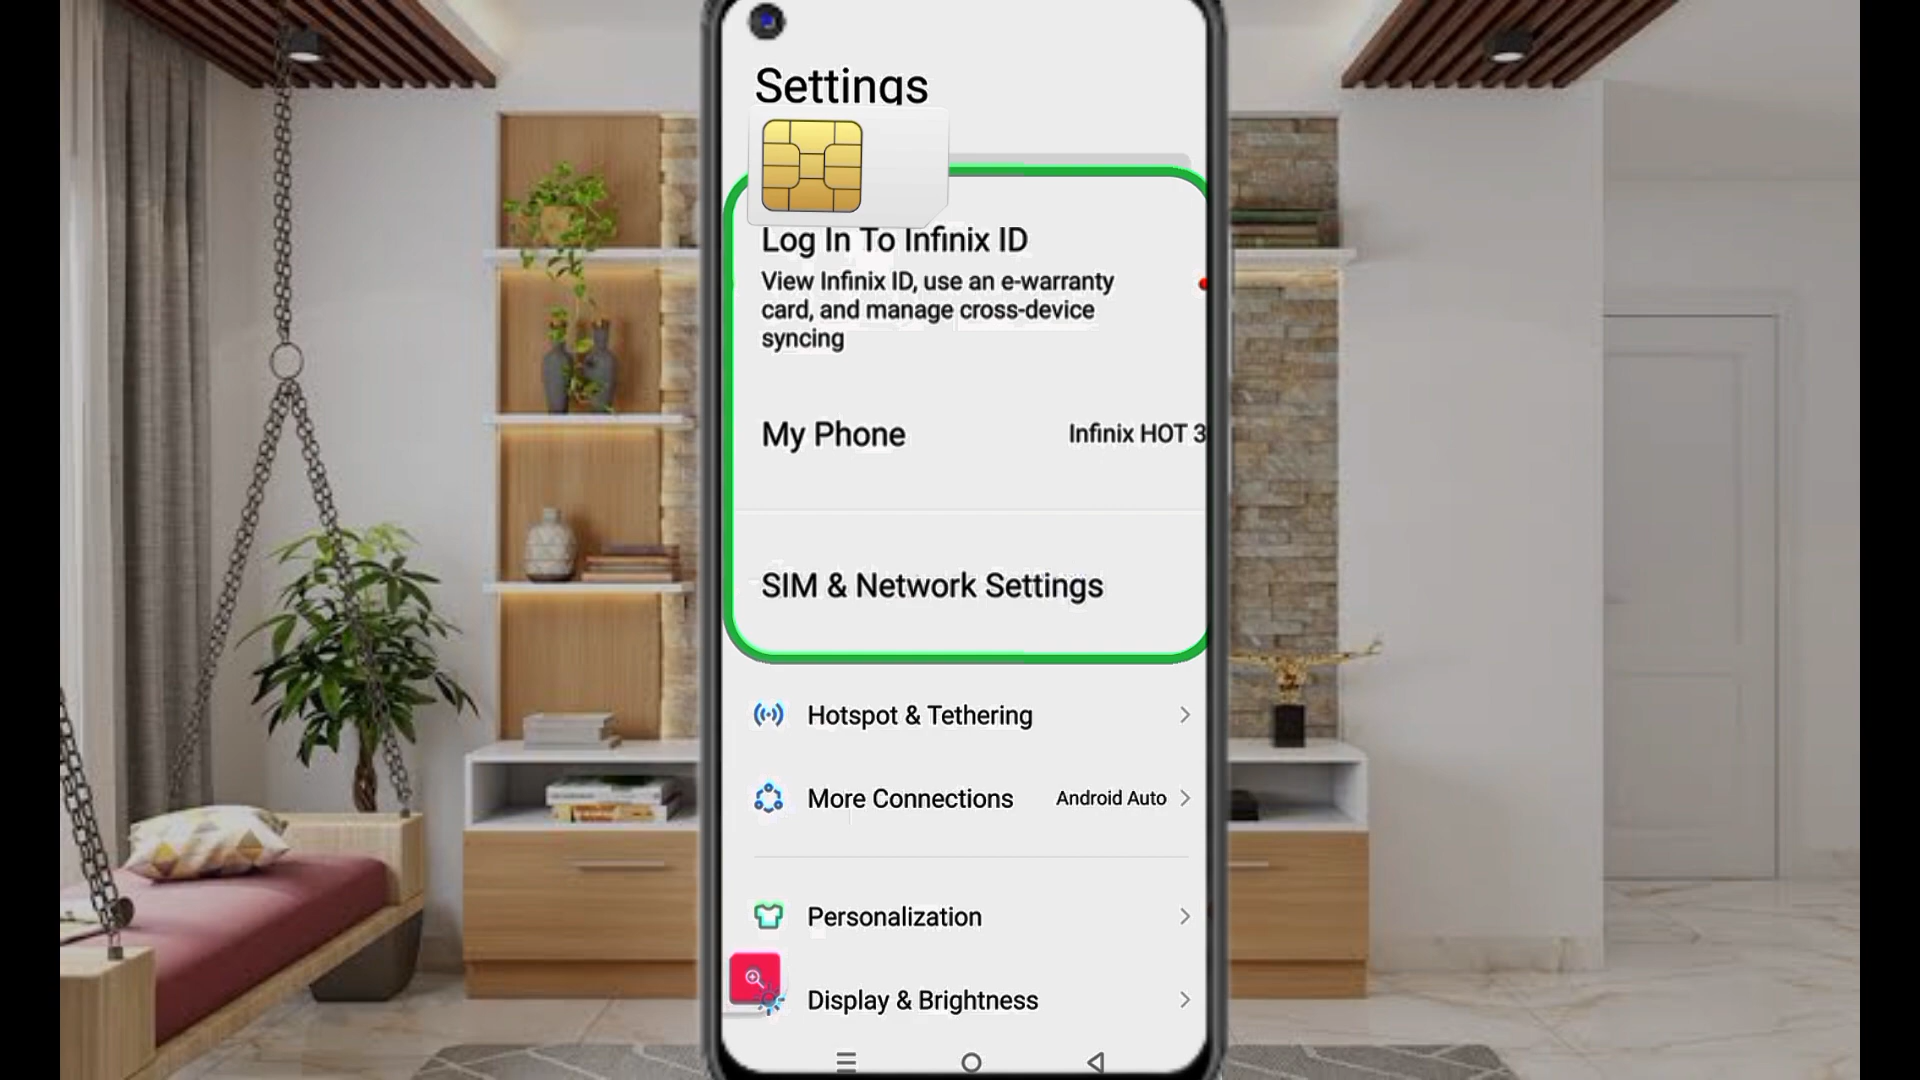 Settings
Log In To Infinix ID
View Infinix ID, use an e-warranty
card, and manage cross-device
syncing
My Phone Infinix HOT 3
SIM & Network Settings
Hotspot & Tethering
More Connections Android Auto
Personalization
Display & Brightness